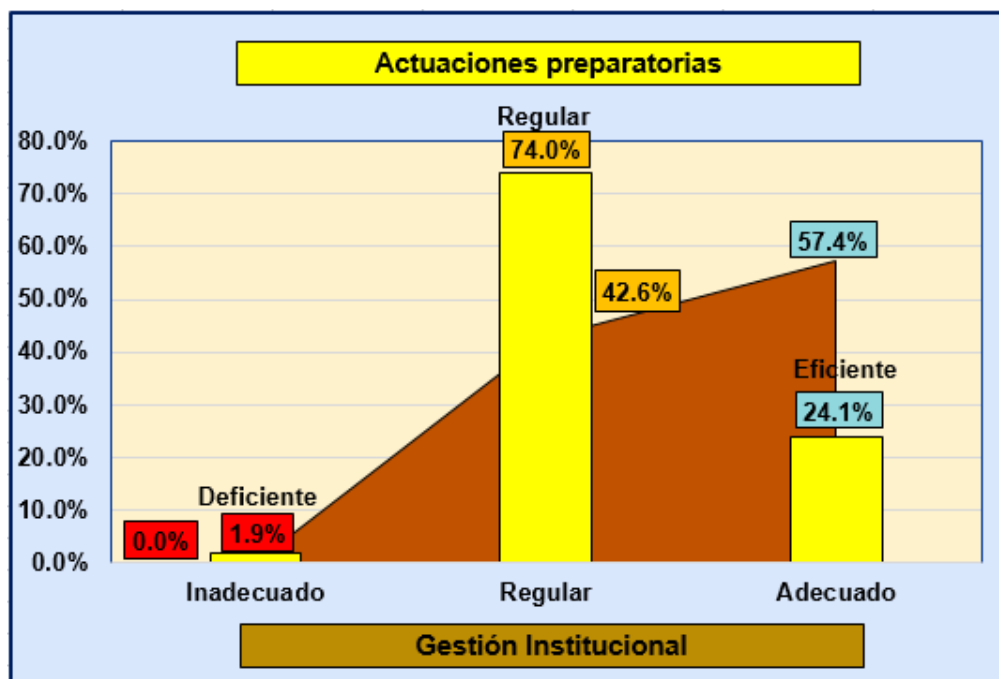 Actuaciones preparatorias
Regular
80.0%
74.0%
70.0%
60.0%
57.4%
50.0%
42.6%
40.0%
Eficiente
30.0%
24.1%
20.0%
Deficiente
10.0%
0.0%
1.9%
0.0%
Inadecuado
Regular
Adecuado
Gestión Institucional